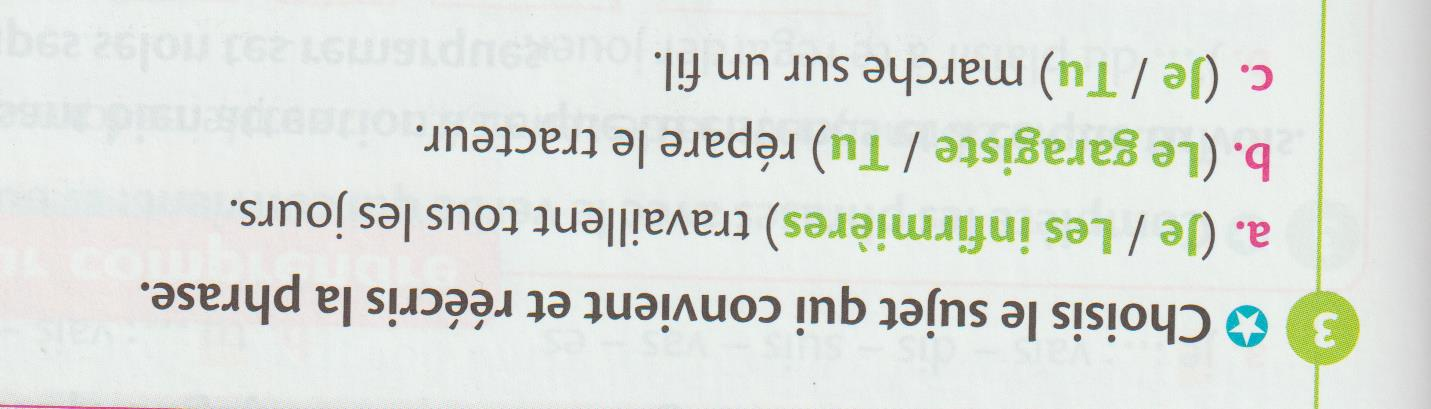 3 Choisis le sujet qui convient et réécris la phrase.
a. (Je / Les infirmières) travaillent tous les jours.
b. (Le garagiste / Tu) répare le tracteur.
c. (Je / Tu) marche sur un fil.